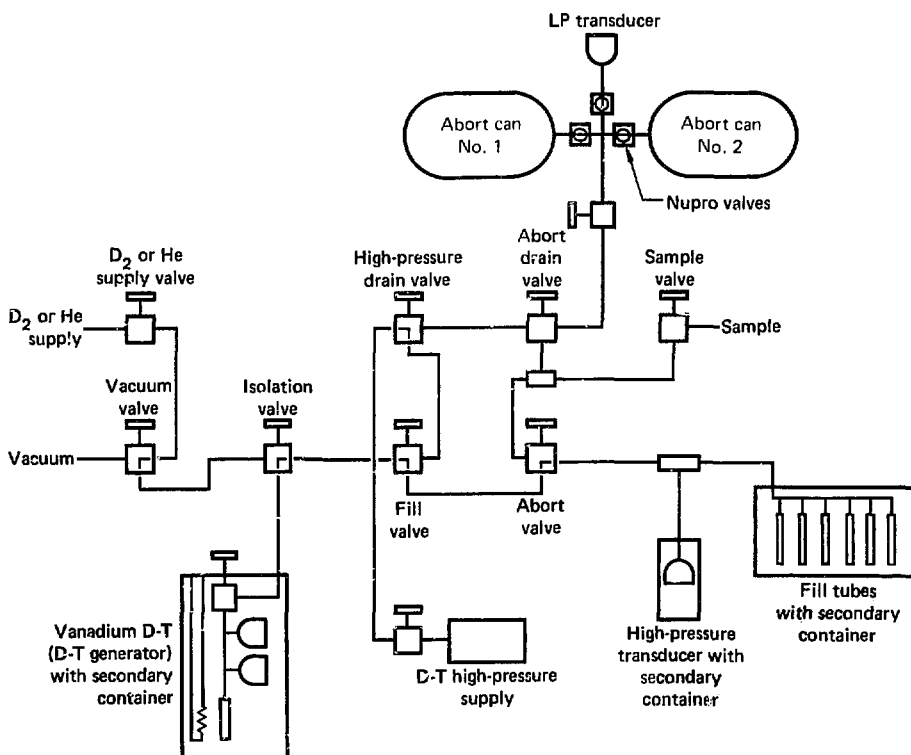 LP transducer
Abort can
No. 1
Abort can
No. 2
Nupro valves
D₂ or He
supply valve
High-pressure
drain valve
Abort
drain
valve
Sample
valve
D₂ or He
supply
Sample
Vacuum
valve
Isolation
valve
Vacuum
Fill
valve
Abort
valve
Vanadium D-T
(D-T generator)
with secondary
container
D-T high-pressure
supply
High-pressure
transducer with
secondary
container
Fill tubes
with secondary
container